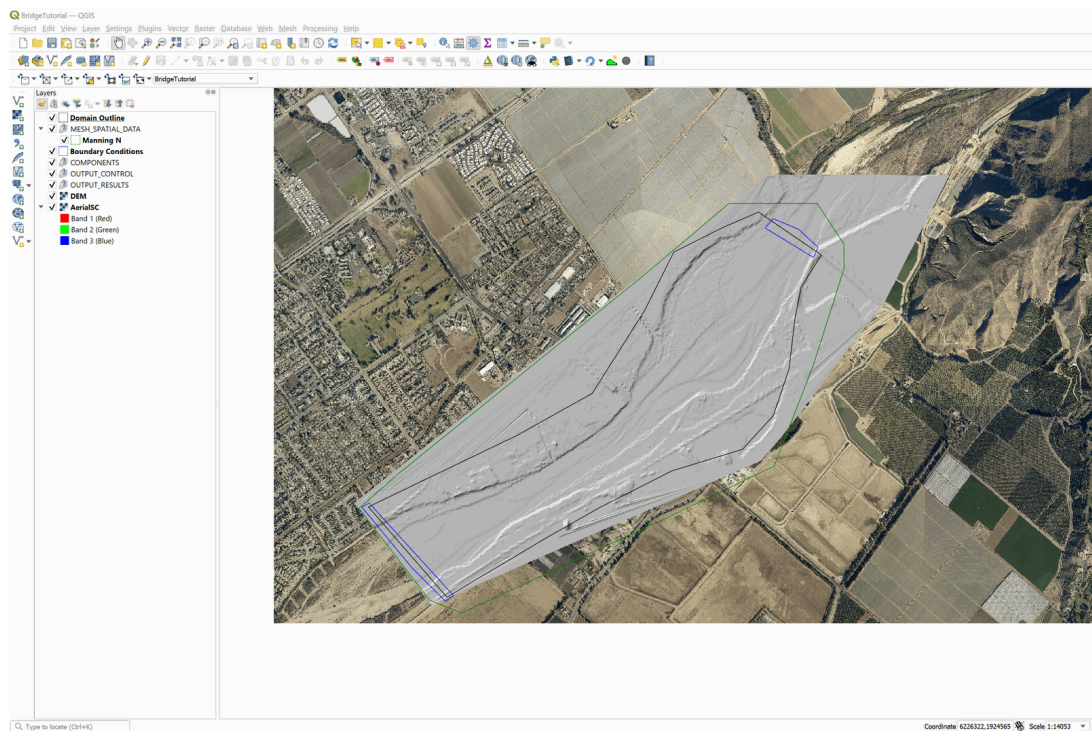 BridgeTutorial — QGIS
Project Edit View Layer Settings Plugins Vector Raster Database Web Mesh Processing Help
BridgeTutorial
Layers
Domain Outline
MESH_SPATIAL_DATA
Manning N
Boundary Conditions
COMPONENTS
OUTPUT_CONTROL
OUTPUT_RESULTS
DEM
AerialSC
Band 1 (Red)
Band 2 (Green)
Band 3 (Blue)
Type to locate (Ctrl+K)
Coordinate 6226322,1924565 Scale 1:14053